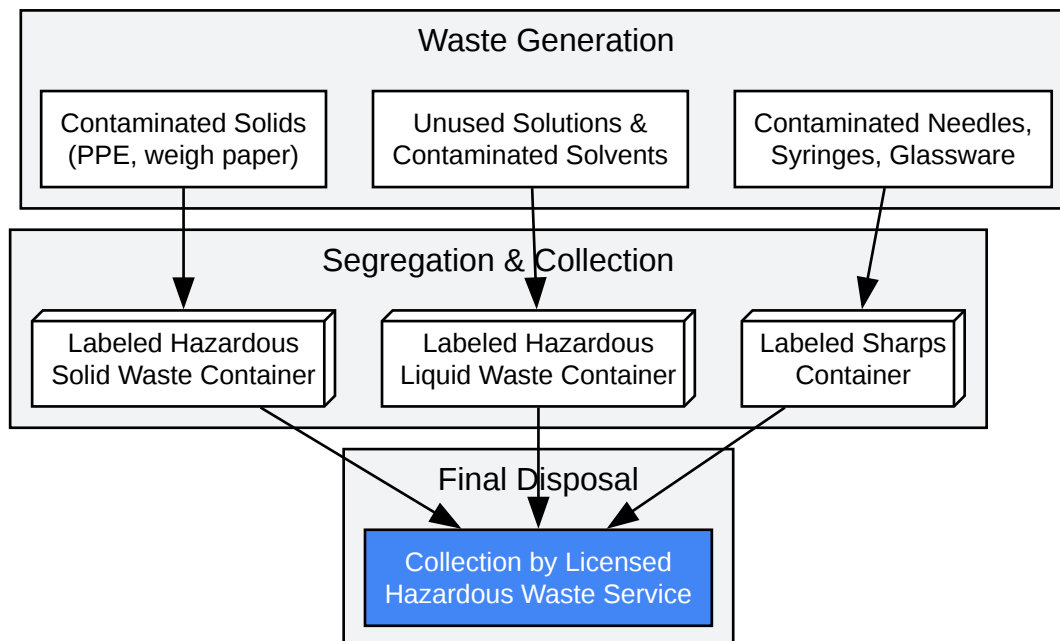 Waste Generation
Contaminated Solids
(PPE, weigh paper)
Unused Solutions &
Contaminated Solvents
Contaminated Needles,
Syringes, Glassware
Segregation & Collection
Labeled Hazardous
Solid Waste Container
Labeled Hazardous
Liquid Waste Container
Labeled Sharps
Container
Final Disposal
Collection by Licensed
Hazardous Waste Service